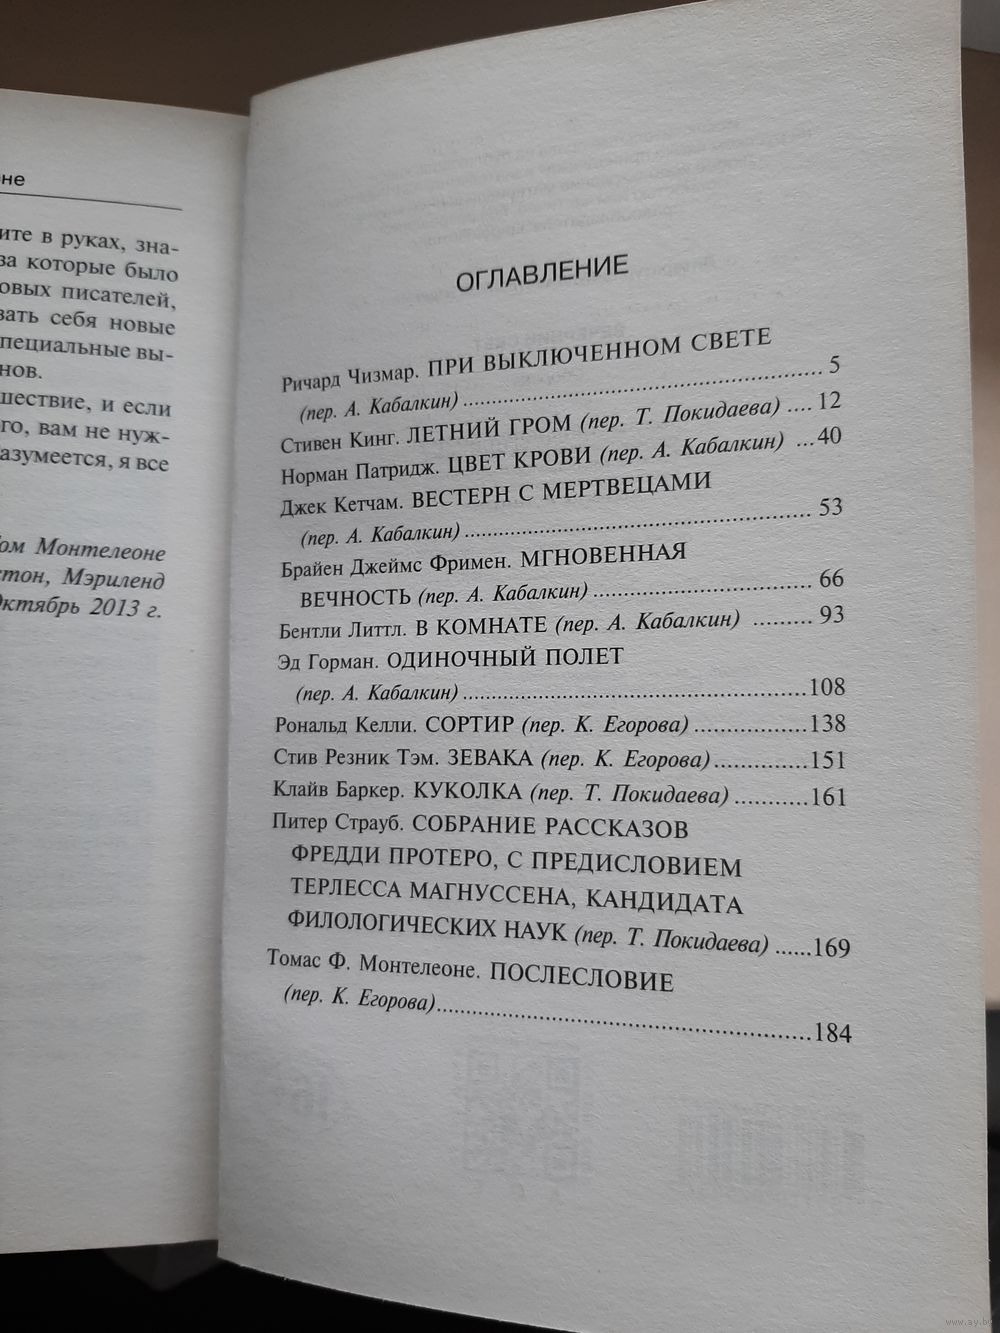 не
ите в руках, зна-
за которые было
овых писателей,
вать себя новые
пециальные вы-
нов.
шествие, и если
го, вам не нуж-
азумеется, я все
ом Монтелеоне
стон, Мэриленд
Октябрь 2013 г.
ОГЛАВЛЕНИЕ
Ричард Чизмар. ПРИ ВЫКЛЮЧЕННОМ СВЕТЕ
(пер. А. Кабалкин) ..... 5
Стивен Кинг. ЛЕТНИЙ ГРОМ (пер. Т. Покидаева) .... 12
Норман Патридж. ЦВЕТ КРОВИ (пер. А. Кабалкин) ...40
Джек Кетчам. ВЕСТЕРН С МЕРТВЕЦАМИ
(пер. А. Кабалкин) ..... 53
Брайен Джеймс Фримен. МГНОВЕННАЯ
ВЕЧНОСТЬ (пер. А. Кабалкин) ..... 66
Бентли Литтл. В КОМНАТЕ (пер. А. Кабалкин) ......... 93
Эд Горман. ОДИНОЧНЫЙ ПОЛЕТ
(пер. А. Кабалкин) .....108
Рональд Келли. СОРТИР (пер. К. Егорова) .....138
Стив Резник Тэм. ЗЕВАКА (пер. К. Егорова)..............151
Клайв Баркер. КУКОЛКА (пер. Т. Покидаева) ...........161
Питер Страуб. СОБРАНИЕ РАССКАЗОВ
ФРЕДДИ ПРОТЕРО, С ПРЕДИСЛОВИЕМ
ТЕРЛЕССА МАГНУССЕНА, КАНДИДАТА
ФИЛОЛОГИЧЕСКИХ НАУК (пер. Т. Покидаева) ......169
Томас Ф. Монтелеоне. ПОСЛЕСЛОВИЕ
(пер. К. Егорова).....184
www.ay.by